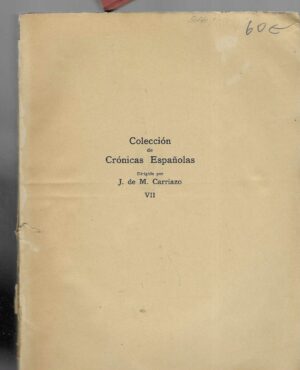 60€
Colección
de
Crónicas Españolas
Dirigida por
J. de M. Carriazo
VII